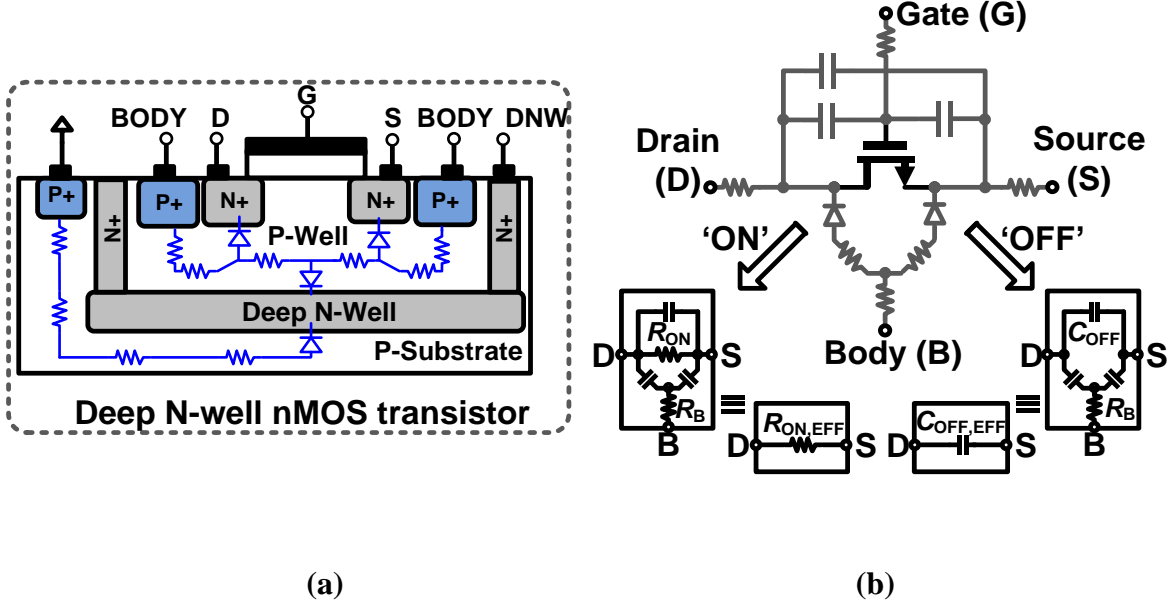 G
BODY D S BODY DNW
P+ P+ N+ N+ P+
N+ N+
P-Well
Deep N-Well
P-Substrate
Deep N-well nMOS transistor
(a)
Gate (G)
Drain
(D)
Source
(S)
'ON' 'OFF'
Body (B)
D RON S
RB
B
D RON,EFF S
D COFF,EFF S
D COFF S
RB
B
(b)